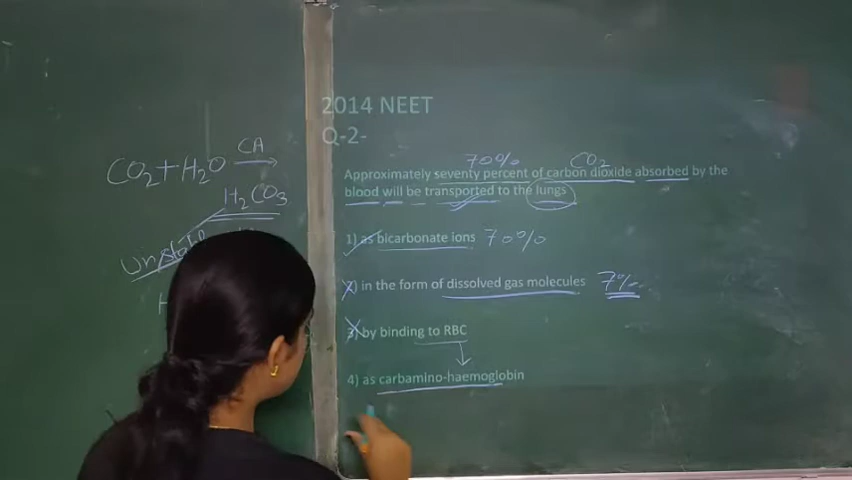 2014 NEET
Q-2-
70% CO₂
Approximately seventy percent of carbon dioxide absorbed by the
blood will be transported to the lungs
1) as bicarbonate ions 70%
2) in the form of dissolved gas molecules 7%
3) by binding to RBC
4) as carbamino-haemoglobin
CO₂+H₂O CA →
H₂CO₃
unstable
H